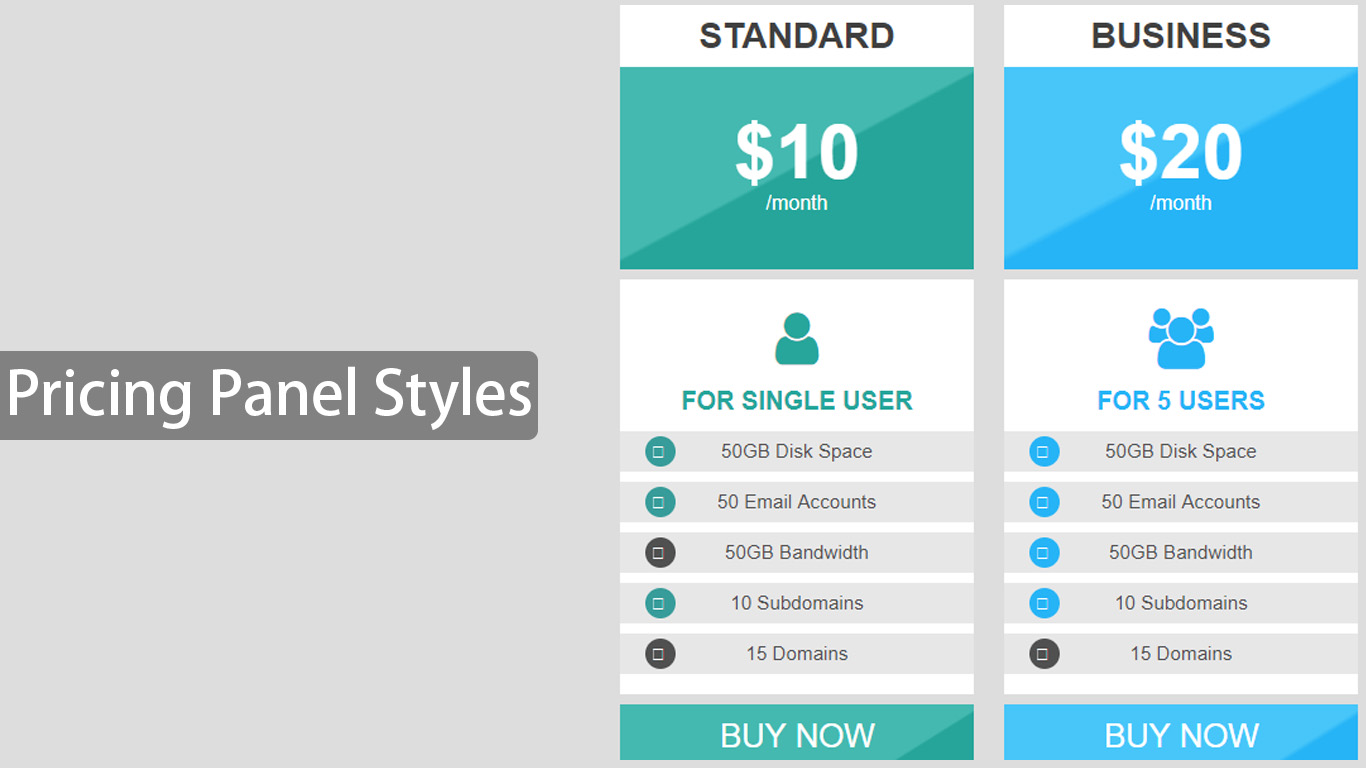 Pricing Panel Styles
STANDARD
$10
/month
FOR SINGLE USER
50GB Disk Space
50 Email Accounts
50GB Bandwidth
10 Subdomains
15 Domains
BUY NOW
BUSINESS
$20
/month
FOR 5 USERS
50GB Disk Space
50 Email Accounts
50GB Bandwidth
10 Subdomains
15 Domains
BUY NOW